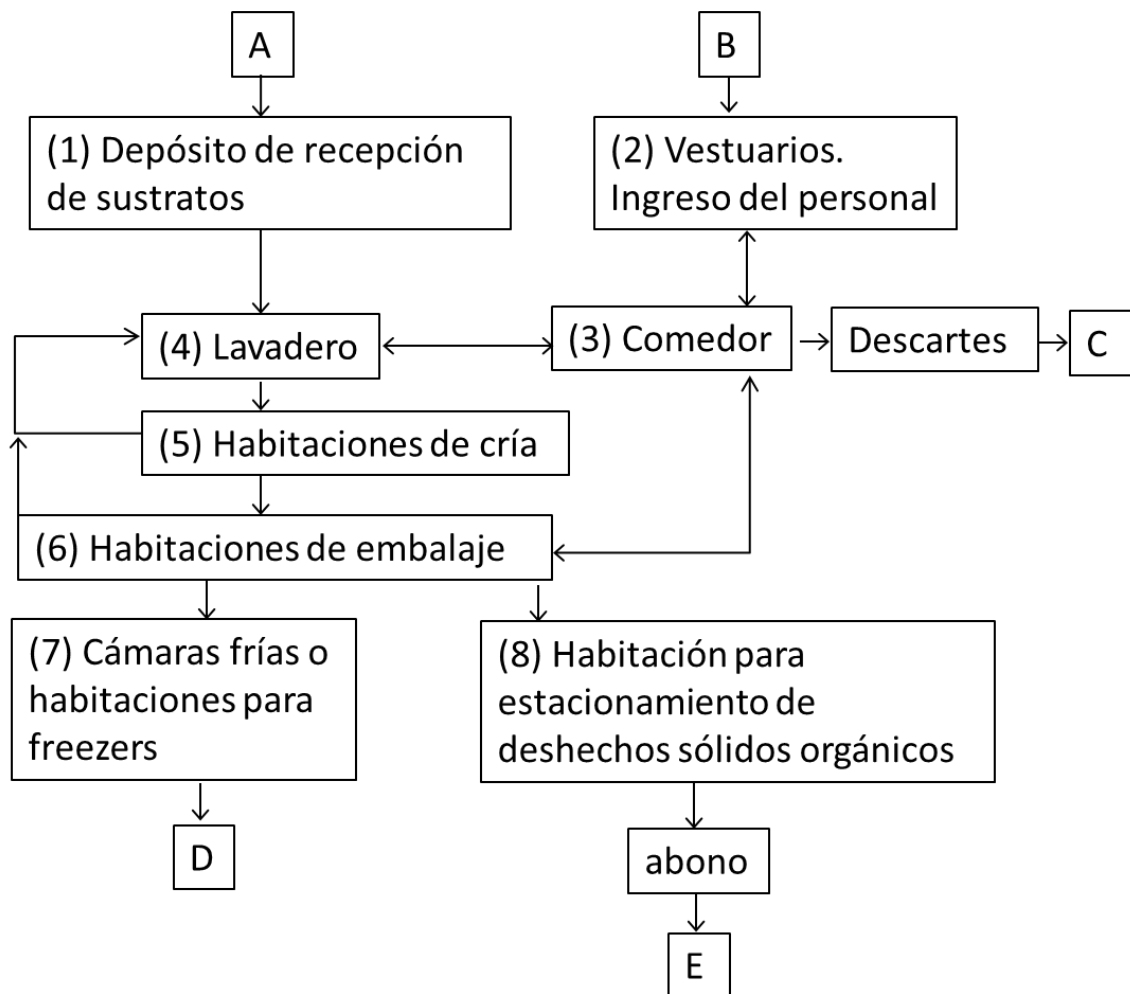 A
B
(1) Depósito de recepción
de sustratos
(2) Vestuarios.
Ingreso del personal
(4) Lavadero
(3) Comedor
Descartes
C
(5) Habitaciones de cría
(6) Habitaciones de embalaje
(7) Cámaras frías o
habitaciones para
freezers
(8) Habitación para
estacionamiento de
deshechos sólidos orgánicos
D
abono
E